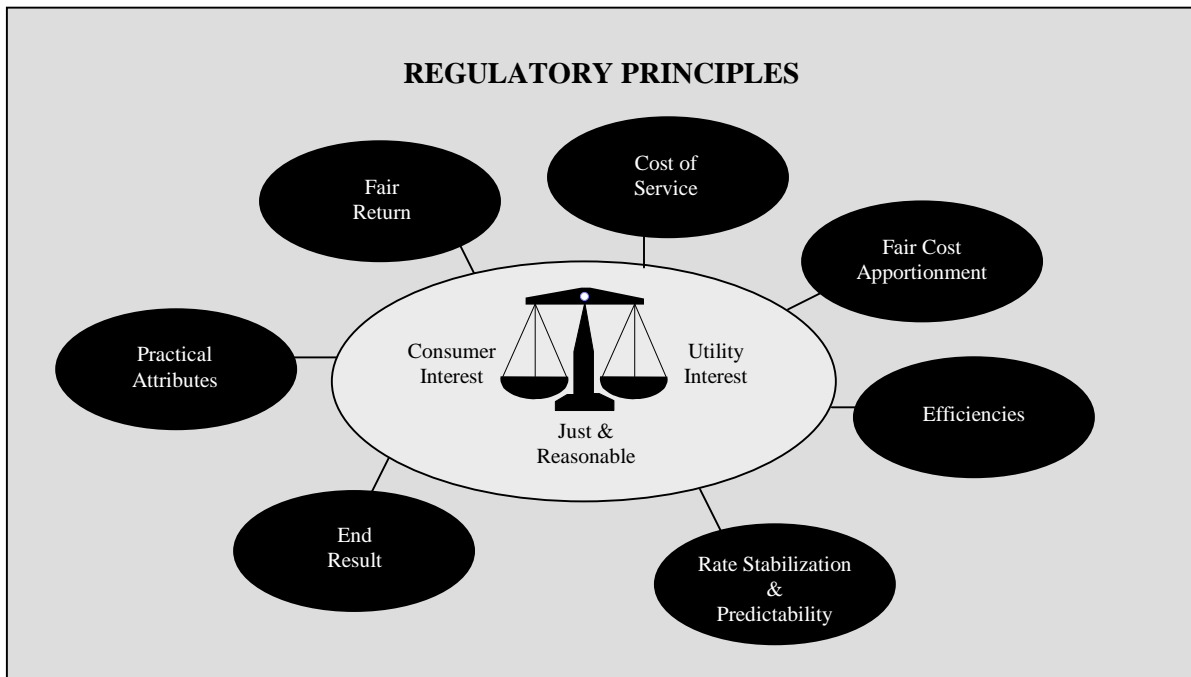 REGULATORY PRINCIPLES
Cost of
Service
Fair
Return
Fair Cost
Apportionment
Practical
Attributes
Consumer
Interest
Utility
Interest
Efficiencies
Just &
Reasonable
End
Result
Rate Stabilization
&
Predictability